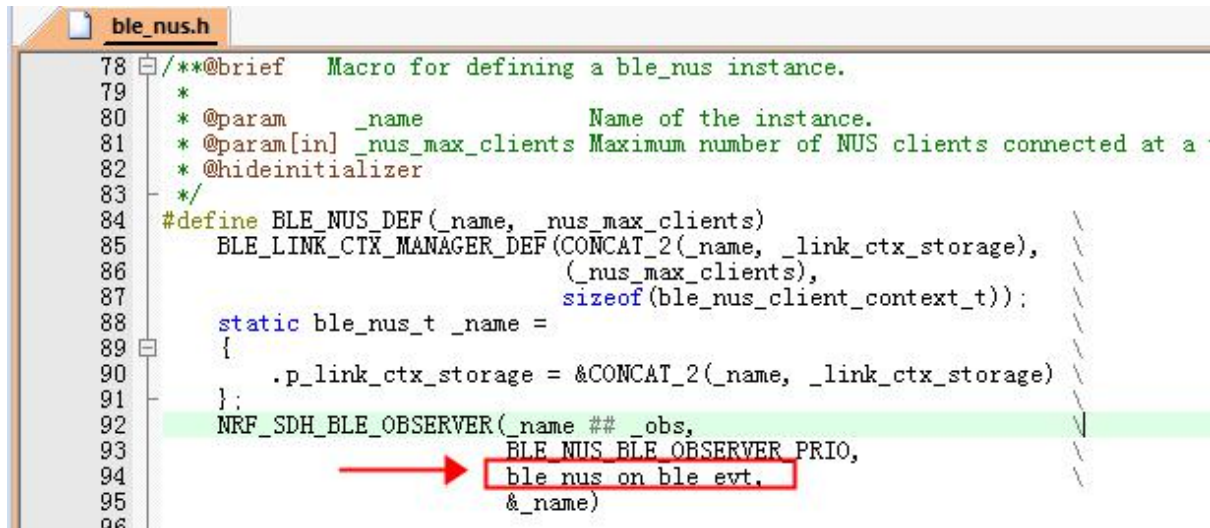 ble_nus.h
78 /**@brief Macro for defining a ble_nus instance.
79 *
80 * @param _name Name of the instance.
81 * @param[in] _nus_max_clients Maximum number of NUS clients connected at a
82 * @hideinitializer
83 */
84 #define BLE_NUS_DEF(_name, _nus_max_clients) \
85 BLE_LINK_CTX_MANAGER_DEF(CONCAT_2(_name, _link_ctx_storage), \
86 (_nus_max_clients), \
87 sizeof(ble_nus_client_context_t)); \
88 static ble_nus_t _name = \
89 { \
90 .p_link_ctx_storage = &CONCAT_2(_name, _link_ctx_storage) \
91 }; \
92 NRF_SDH_BLE_OBSERVER(_name ## _obs, \
93 BLE_NUS_BLE_OBSERVER_PRIO, \
94 ble_nus_on_ble_evt, \
95 &_name)
96